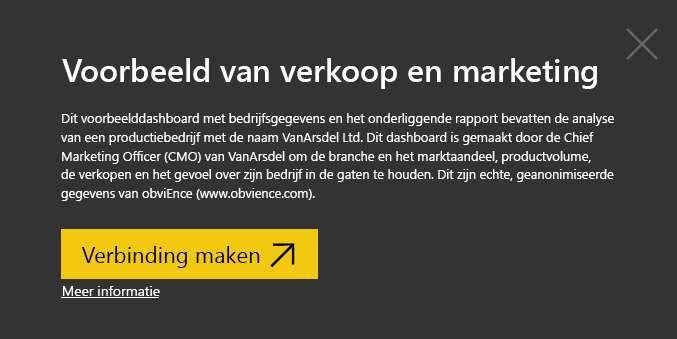 Voorbeeld van verkoop en marketing
Dit voorbeelddashboard met bedrijfsgegevens en het onderliggende rapport bevatten de analyse
van een productiebedrijf met de naam VanArsdel Ltd. Dit dashboard is gemaakt door de Chief
Marketing Officer (CMO) van VanArsdel om de branche en het marktaandeel, productvolume,
de verkopen en het gevoel over zijn bedrijf in de gaten te houden. Dit zijn echte, geanonimiseerde
gegevens van obviEnce (www.obvience.com).
Verbinding maken
Meer informatie